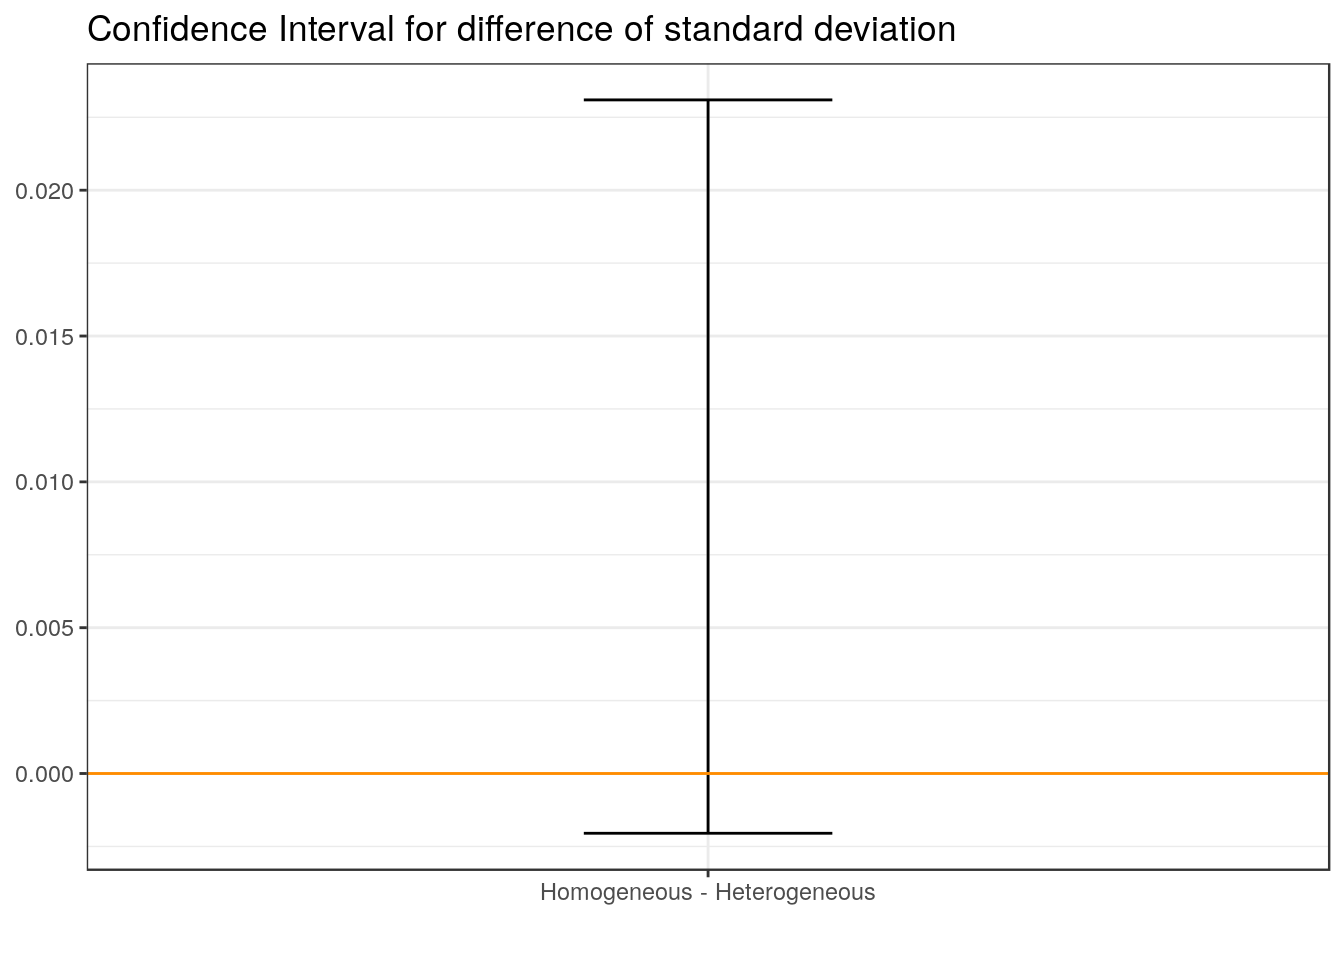 Confidence Interval for difference of standard deviation
0.020
0.015
0.010
0.005
0.000
Homogeneous - Heterogeneous